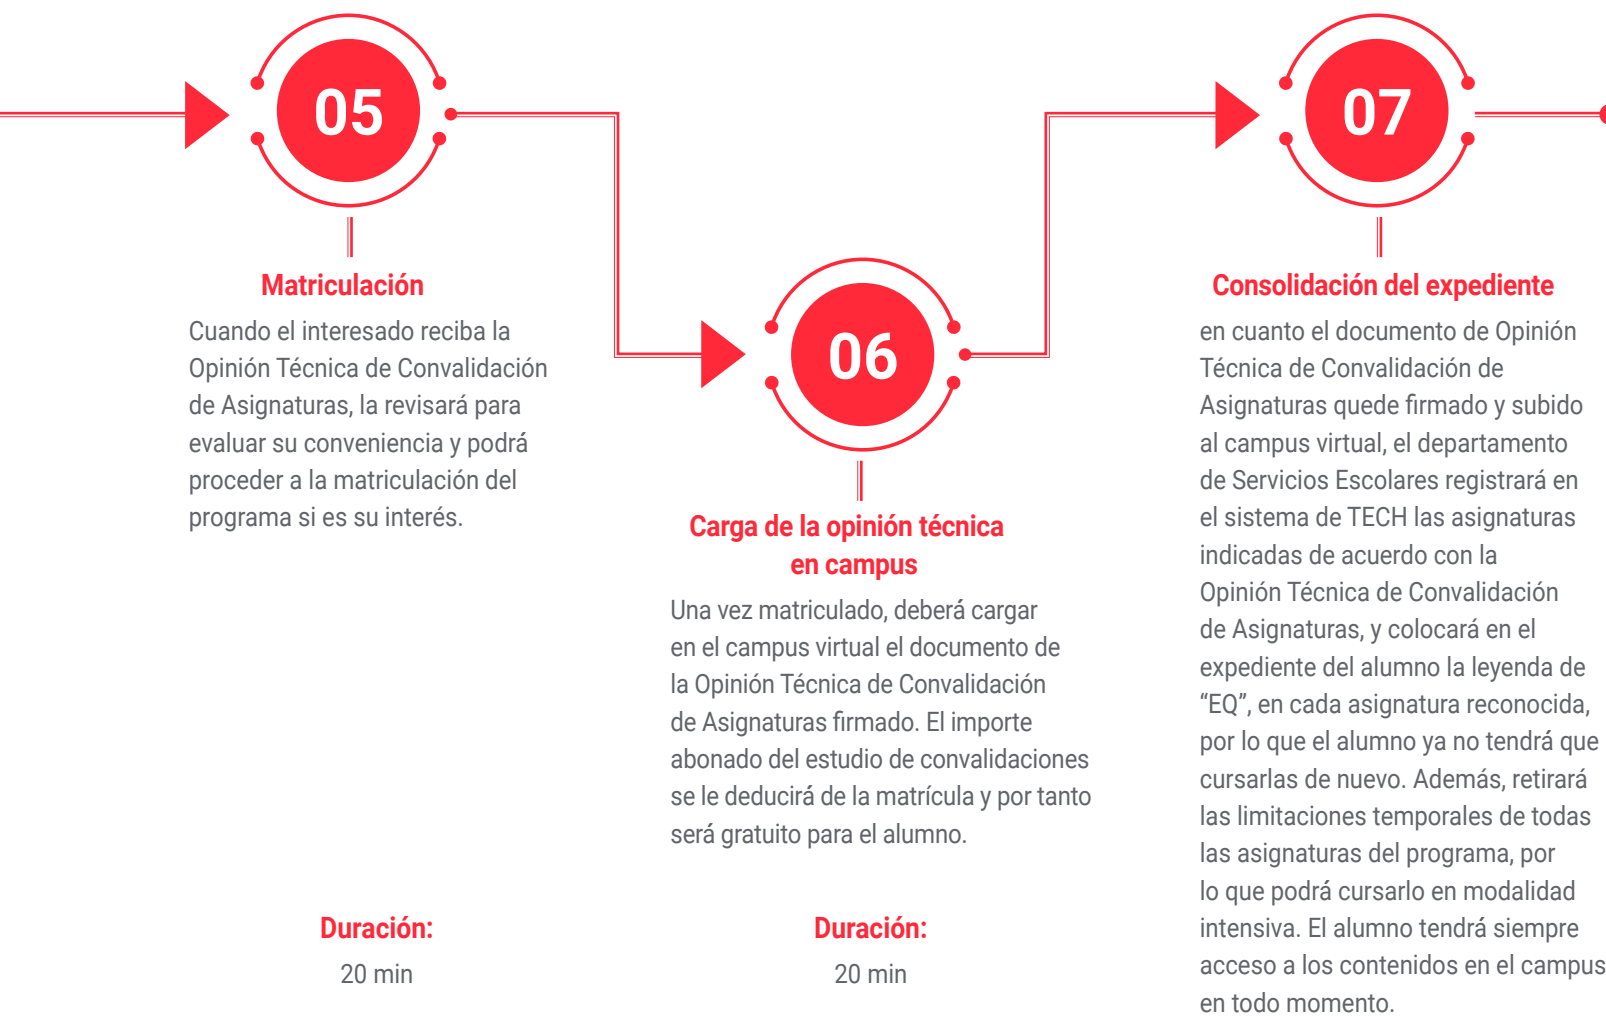 05
Matriculación
Cuando el interesado reciba la
Opinión Técnica de Convalidación
de Asignaturas, la revisará para
evaluar su conveniencia y podrá
proceder a la matriculación del
programa si es su interés.
Duración:
20 min
06
Carga de la opinión técnica
en campus
Una vez matriculado, deberá cargar
en el campus virtual el documento de
la Opinión Técnica de Convalidación
de Asignaturas firmado. El importe
abonado del estudio de convalidaciones
se le deducirá de la matrícula y por tanto
será gratuito para el alumno.
Duración:
20 min
07
Consolidación del expediente
en cuanto el documento de Opinión
Técnica de Convalidación de
Asignaturas quede firmado y subido
al campus virtual, el departamento
de Servicios Escolares registrará en
el sistema de TECH las asignaturas
indicadas de acuerdo con la
Opinión Técnica de Convalidación
de Asignaturas, y colocará en el
expediente del alumno la leyenda de
“EQ”, en cada asignatura reconocida,
por lo que el alumno ya no tendrá que
cursarlas de nuevo. Además, retirará
las limitaciones temporales de todas
las asignaturas del programa, por
lo que podrá cursarlo en modalidad
intensiva. El alumno tendrá siempre
acceso a los contenidos en el campus
en todo momento.